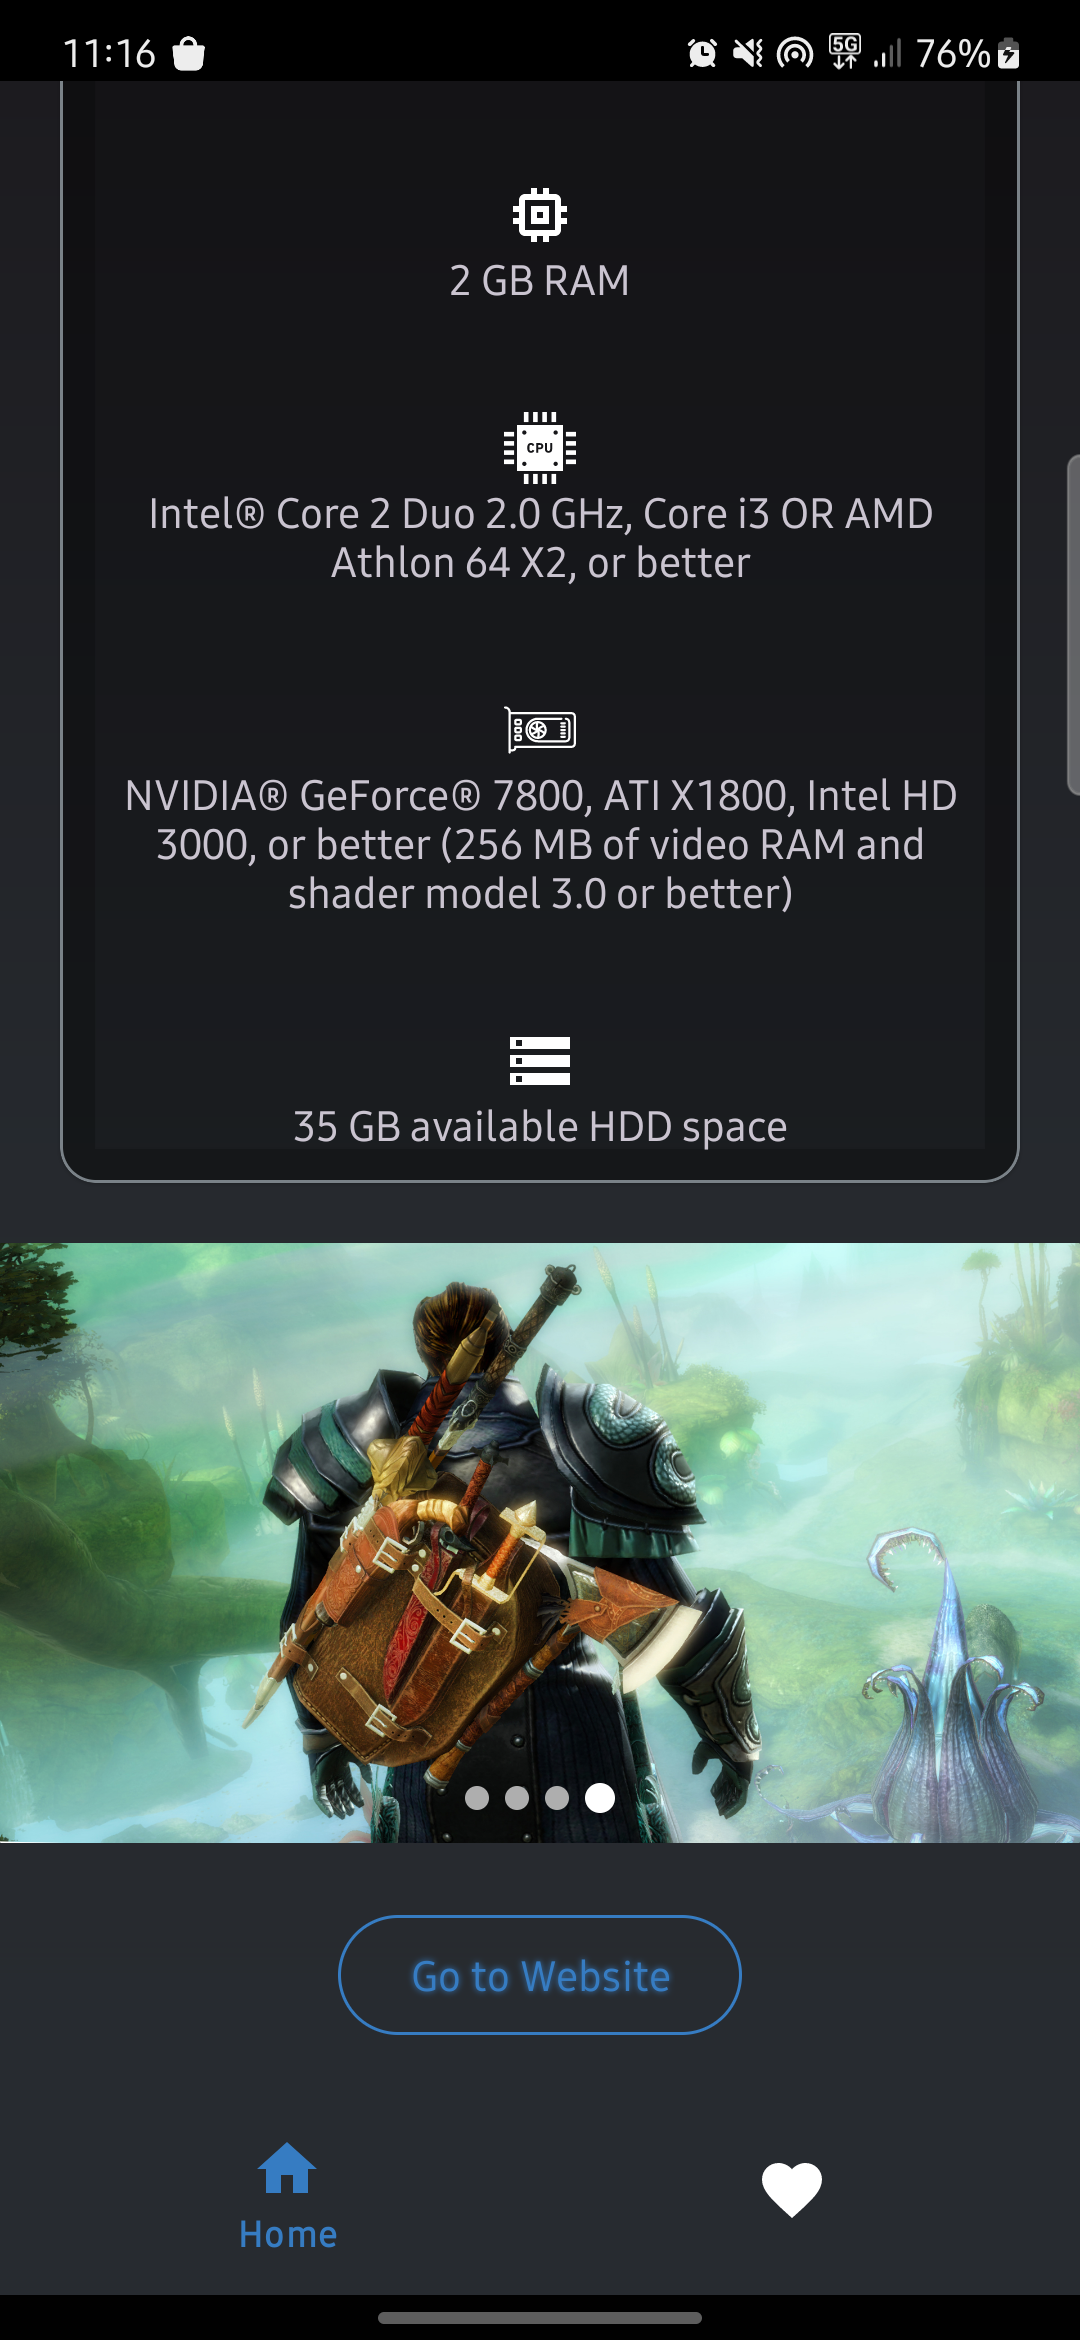 11:16
5G
76%
2 GB RAM
CPU
Intel® Core 2 Duo 2.0 GHz, Core i3 OR AMD
Athlon 64 X2, or better
NVIDIA® GeForce® 7800, ATI X1800, Intel HD
3000, or better (256 MB of video RAM and
shader model 3.0 or better)
35 GB available HDD space
Go to Website
Home